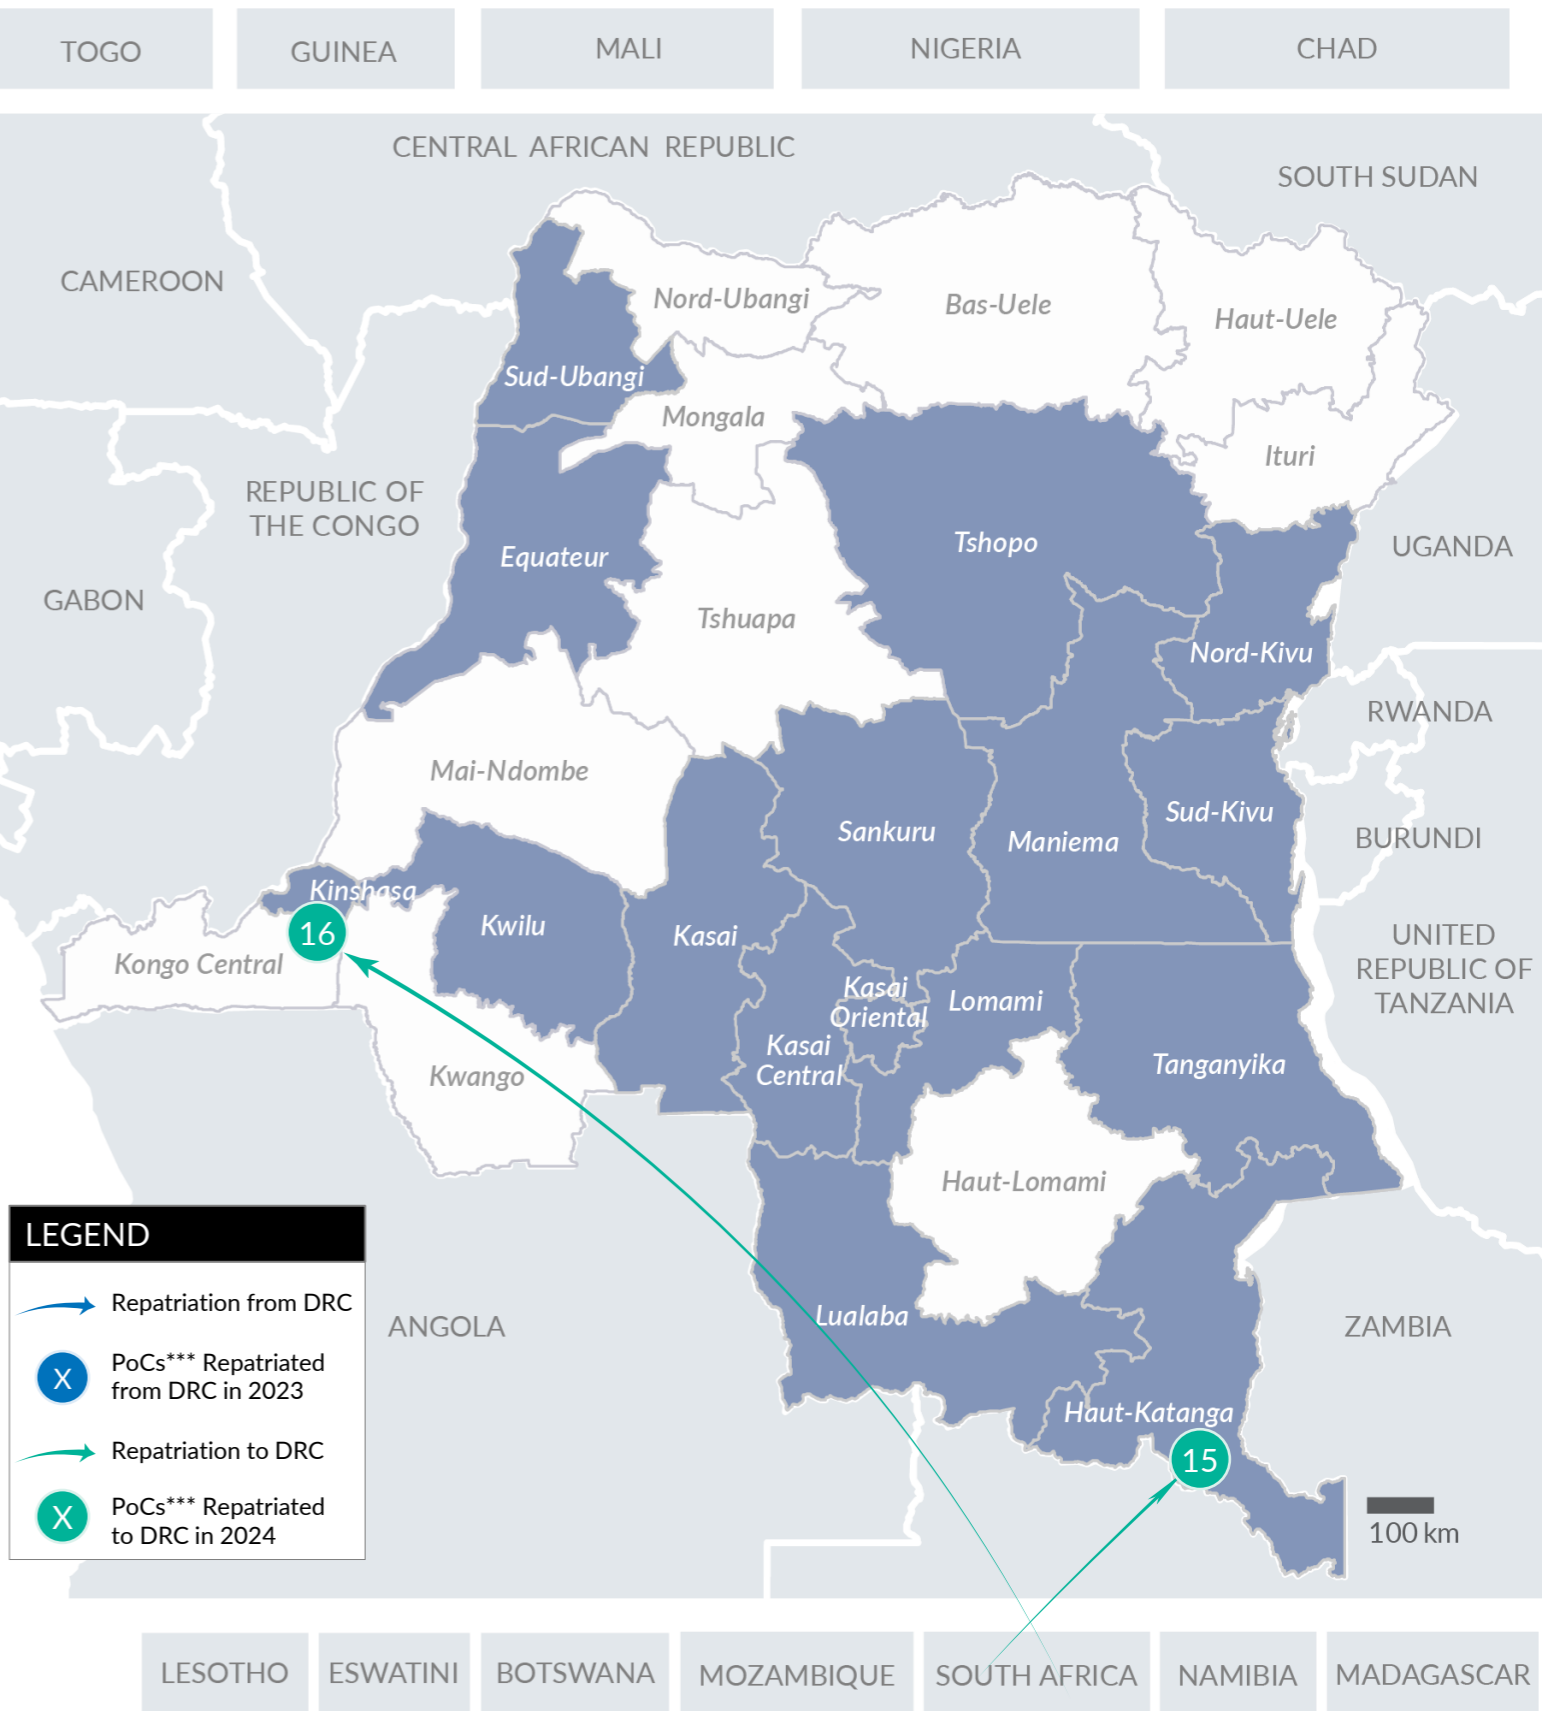 TOGO
GUINEA
MALI
NIGERIA
CHAD
CENTRAL AFRICAN REPUBLIC
SOUTH SUDAN
CAMEROON
Nord-Ubangi
Bas-Uele
Haut-Uele
Sud-Ubangi
Mongala
Ituri
REPUBLIC OF
THE CONGO
Equateur
Tshopo
UGANDA
GABON
Tshuapa
Nord-Kivu
RWANDA
Mai-Ndombe
Sankuru
Maniema
Sud-Kivu
BURUNDI
Kinshasa
16
Kwilu
Kasai
Kongo Central
UNITED
REPUBLIC OF
TANZANIA
Kasai
Oriental
Lomami
Kasai
Central
Kwango
Tanganyika
Haut-Lomami
LEGEND
Repatriation from DRC
X
PoCs*** Repatriated
from DRC in 2023
Repatriation to DRC
X
PoCs*** Repatriated
to DRC in 2024
ANGOLA
Lualaba
ZAMBIA
Haut-Katanga
15
100 km
LESOTHO
ESWATINI
BOTSWANA
MOZAMBIQUE
SOUTH AFRICA
NAMIBIA
MADAGASCAR